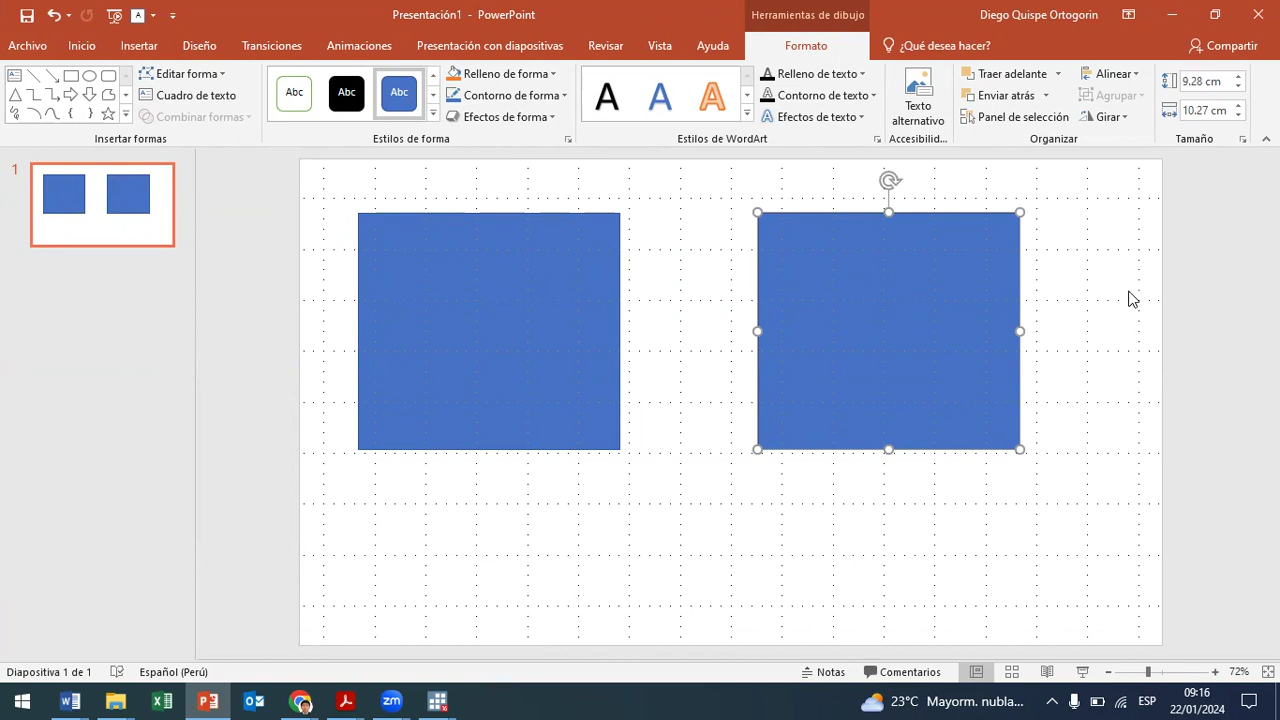 Presentación1 - PowerPoint
Herramientas de dibujo
Diego Quispe Ortogorin
Archivo
Inicio
Insertar
Diseño
Transiciones
Animaciones
Presentación con diapositivas
Revisar
Vista
Ayuda
Formato
¿Qué desea hacer?
Compartir
Editar forma
Cuadro de texto
Combinar formas
Insertar formas
Abc
Abc
Abc
Relleno de forma
Contorno de forma
Efectos de forma
Estilos de forma
A
A
A
Relleno de texto
Contorno de texto
Efectos de texto
Estilos de WordArt
Texto
alternativo
Accesibilid...
Traer adelante
Enviar atrás
Panel de selección
Alinear
Agrupar
Girar
Organizar
9.28 cm
10.27 cm
Tamaño
1
Diapositiva 1 de 1
Español (Perú)
Notas
Comentarios
72%
23°C Mayorm. nubla...
ESP
09:16
22/01/2024